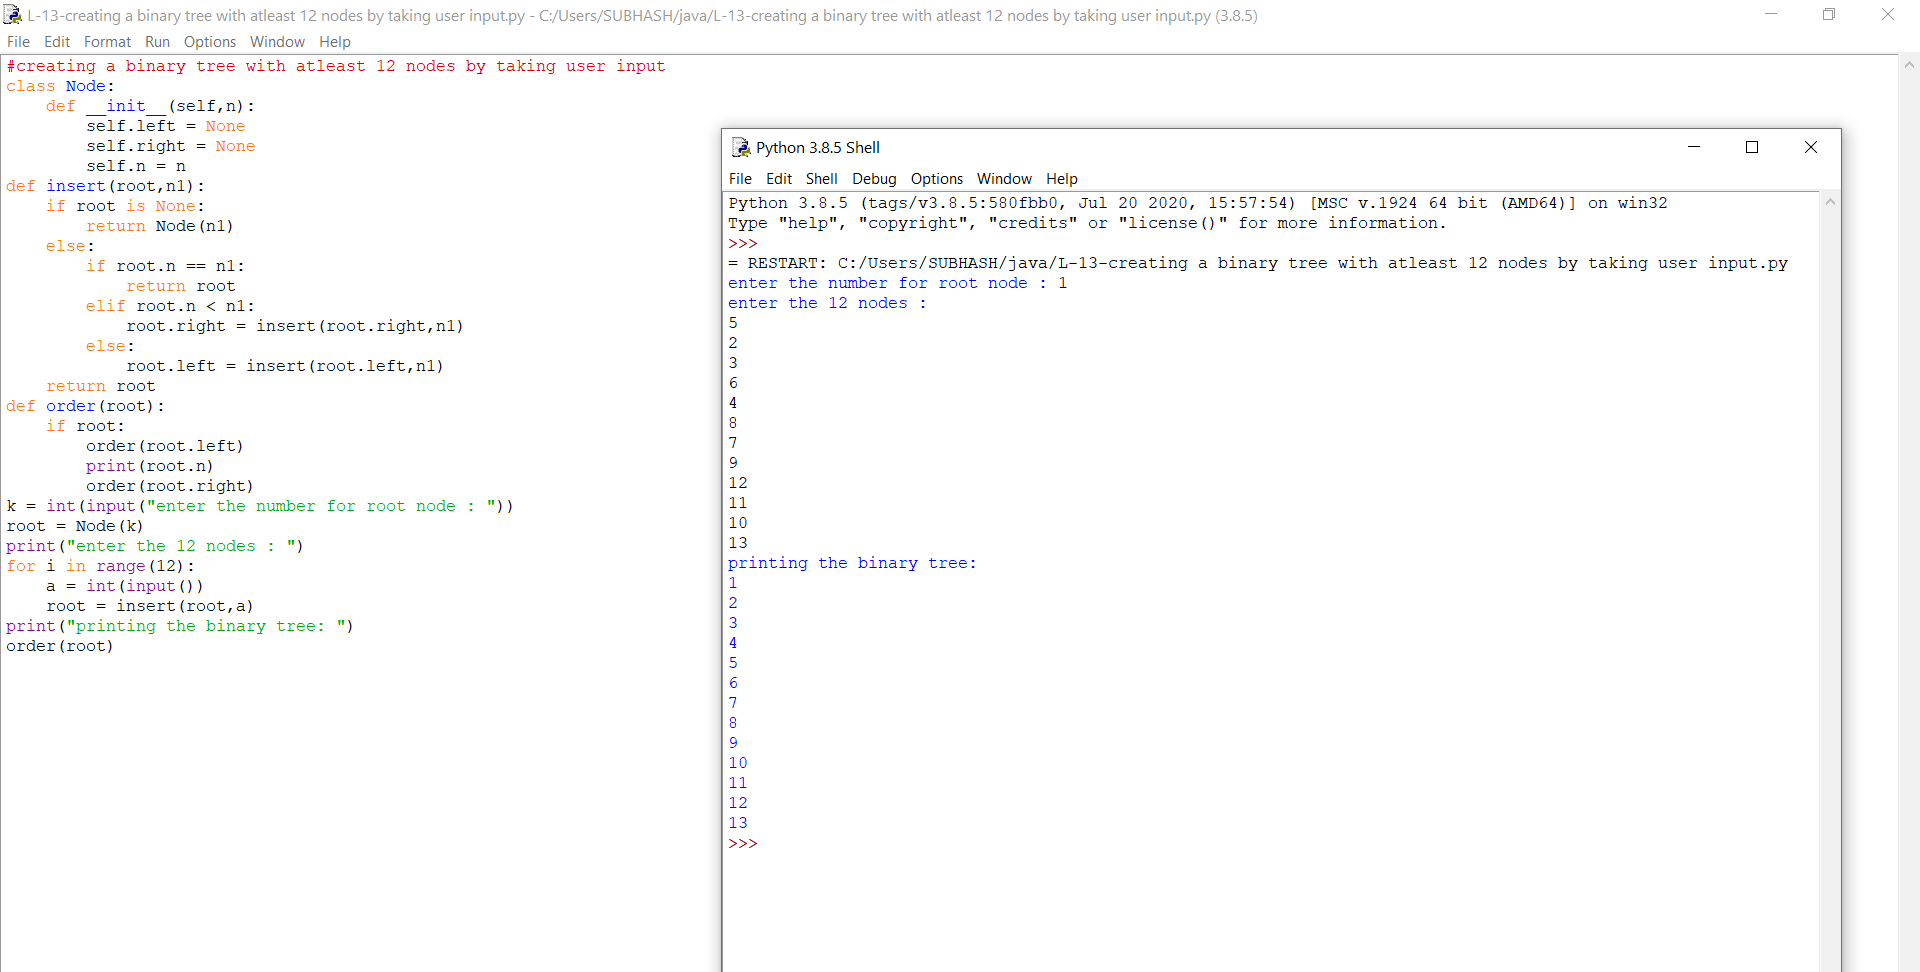 L-13-creating a binary tree with atleast 12 nodes by taking user input.py - C:/Users/SUBHASH/java/L-13-creating a binary tree with atleast 12 nodes by taking user input.py (3.8.5)
File Edit Format Run Options Window Help
#creating a binary tree with atleast 12 nodes by taking user input
class Node:
    def __init__(self,n):
        self.left = None
        self.right = None
        self.n = n
def insert(root,n1):
    if root is None:
        return Node(n1)
    else:
        if root.n == n1:
            return root
        elif root.n < n1:
            root.right = insert(root.right,n1)
        else:
            root.left = insert(root.left,n1)
    return root
def order(root):
    if root:
        order(root.left)
        print(root.n)
        order(root.right)
k = int(input("enter the number for root node : "))
root = Node(k)
print("enter the 12 nodes : ")
for i in range(12):
    a = int(input())
    root = insert(root,a)
print("printing the binary tree: ")
order(root)
Python 3.8.5 Shell
File Edit Shell Debug Options Window Help
Python 3.8.5 (tags/v3.8.5:580fbb0, Jul 20 2020, 15:57:54) [MSC v.1924 64 bit (AMD64)] on win32
Type "help", "copyright", "credits" or "license()" for more information.
>>>
= RESTART: C:/Users/SUBHASH/java/L-13-creating a binary tree with atleast 12 nodes by taking user input.py
enter the number for root node : 1
enter the 12 nodes :
5
2
3
6
4
8
7
9
12
11
10
13
printing the binary tree:
1
2
3
4
5
6
7
8
9
10
11
12
13
>>>